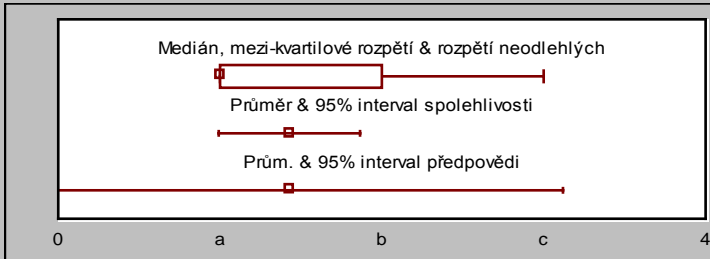 Medián, mezi-kvartilové rozpětí & rozpětí neodlehlých
Průměr & 95% interval spolehlivosti
Prům. & 95% interval předpovědi
0 a b c 4